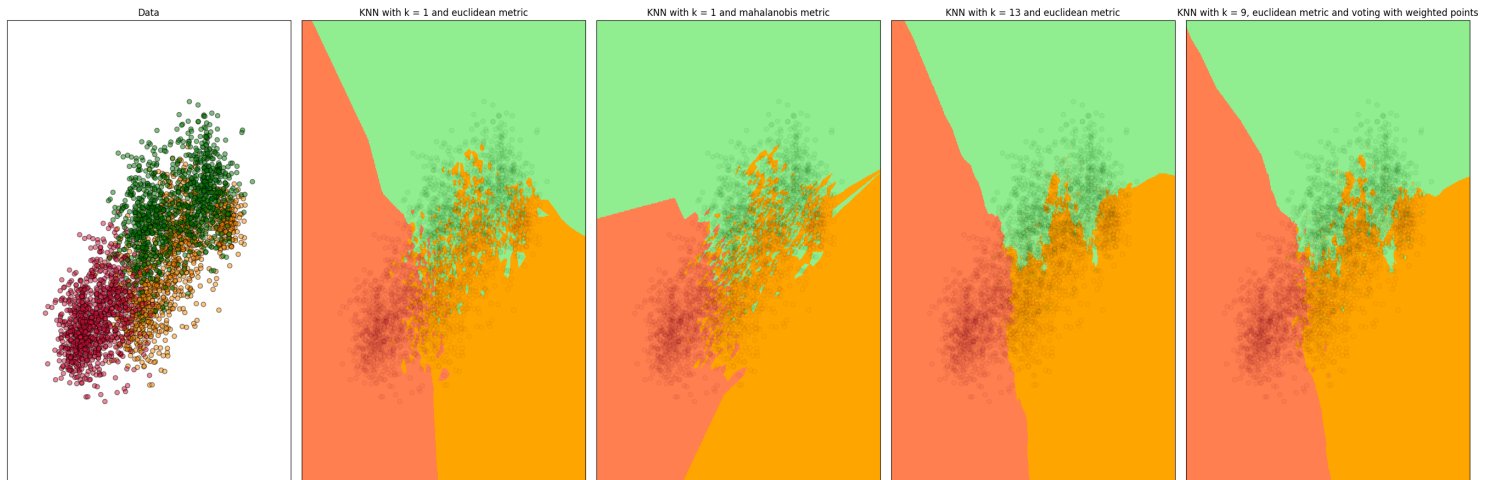 Data
KNN with k = 1 and euclidean metric
KNN with k = 1 and mahalanobis metric
KNN with k = 13 and euclidean metric
KNN with k = 9, euclidean metric and voting with weighted points